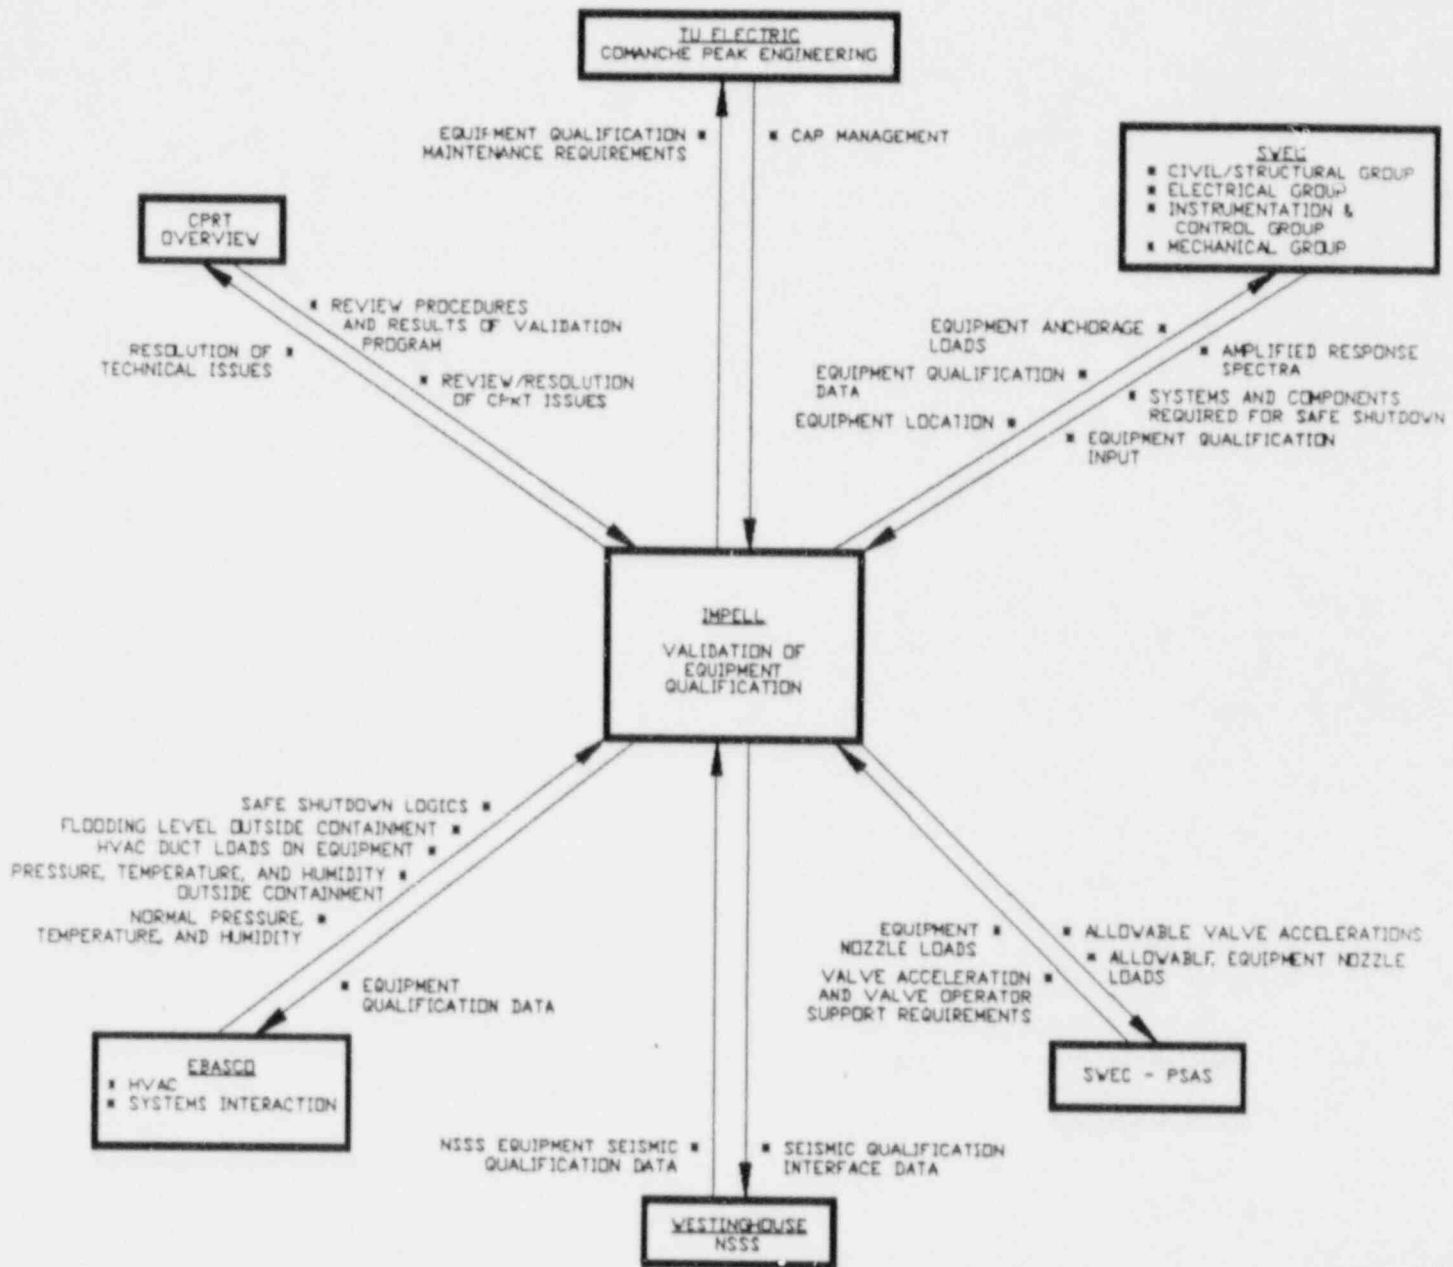 TU ELECTRIC
COMANCHE PEAK ENGINEERING
EQUIPMENT QUALIFICATION
MAINTENANCE REQUIREMENTS
CAP MANAGEMENT
SWEC
CIVIL/STRUCTURAL GROUP
ELECTRICAL GROUP
INSTRUMENTATION &
CONTROL GROUP
MECHANICAL GROUP
CPRT
OVERVIEW
REVIEW PROCEDURES
AND RESULTS OF VALIDATION
PROGRAM
RESOLUTION OF
TECHNICAL ISSUES
REVIEW/RESOLUTION
OF CPRT ISSUES
EQUIPMENT ANCHORAGE
LOADS
EQUIPMENT QUALIFICATION
DATA
EQUIPMENT LOCATION
AMPLIFIED RESPONSE
SPECTRA
SYSTEMS AND COMPONENTS
REQUIRED FOR SAFE SHUTDOWN
EQUIPMENT QUALIFICATION
INPUT
IMPELL
VALIDATION OF
EQUIPMENT
QUALIFICATION
SAFE SHUTDOWN LOGICS
FLOODING LEVEL OUTSIDE CONTAINMENT
HVAC DUCT LOADS ON EQUIPMENT
PRESSURE, TEMPERATURE, AND HUMIDITY
OUTSIDE CONTAINMENT
NORMAL PRESSURE,
TEMPERATURE, AND HUMIDITY
EQUIPMENT
QUALIFICATION DATA
EQUIPMENT
NOZZLE LOADS
VALVE ACCELERATION
AND VALVE OPERATOR
SUPPORT REQUIREMENTS
ALLOWABLE VALVE ACCELERATIONS
ALLOWABLE EQUIPMENT NOZZLE
LOADS
EBASCO
HVAC
SYSTEMS INTERACTION
SWEC - PSAS
NSSS EQUIPMENT SEISMIC
QUALIFICATION DATA
SEISMIC QUALIFICATION
INTERFACE DATA
WESTINGHOUSE
NSSS